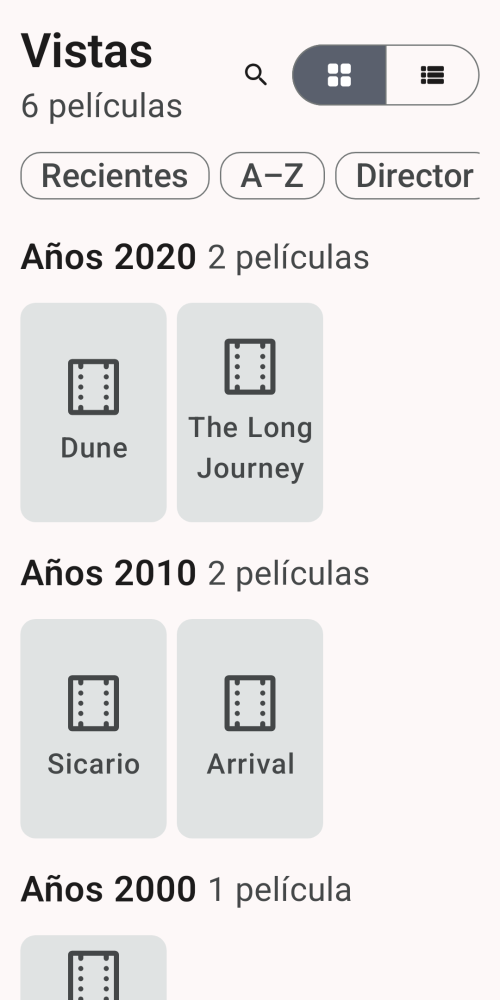 Vistas
6 películas
Recientes
A–Z
Director
Años 2020 2 películas
Dune
The Long
Journey
Años 2010 2 películas
Sicario
Arrival
Años 2000 1 película